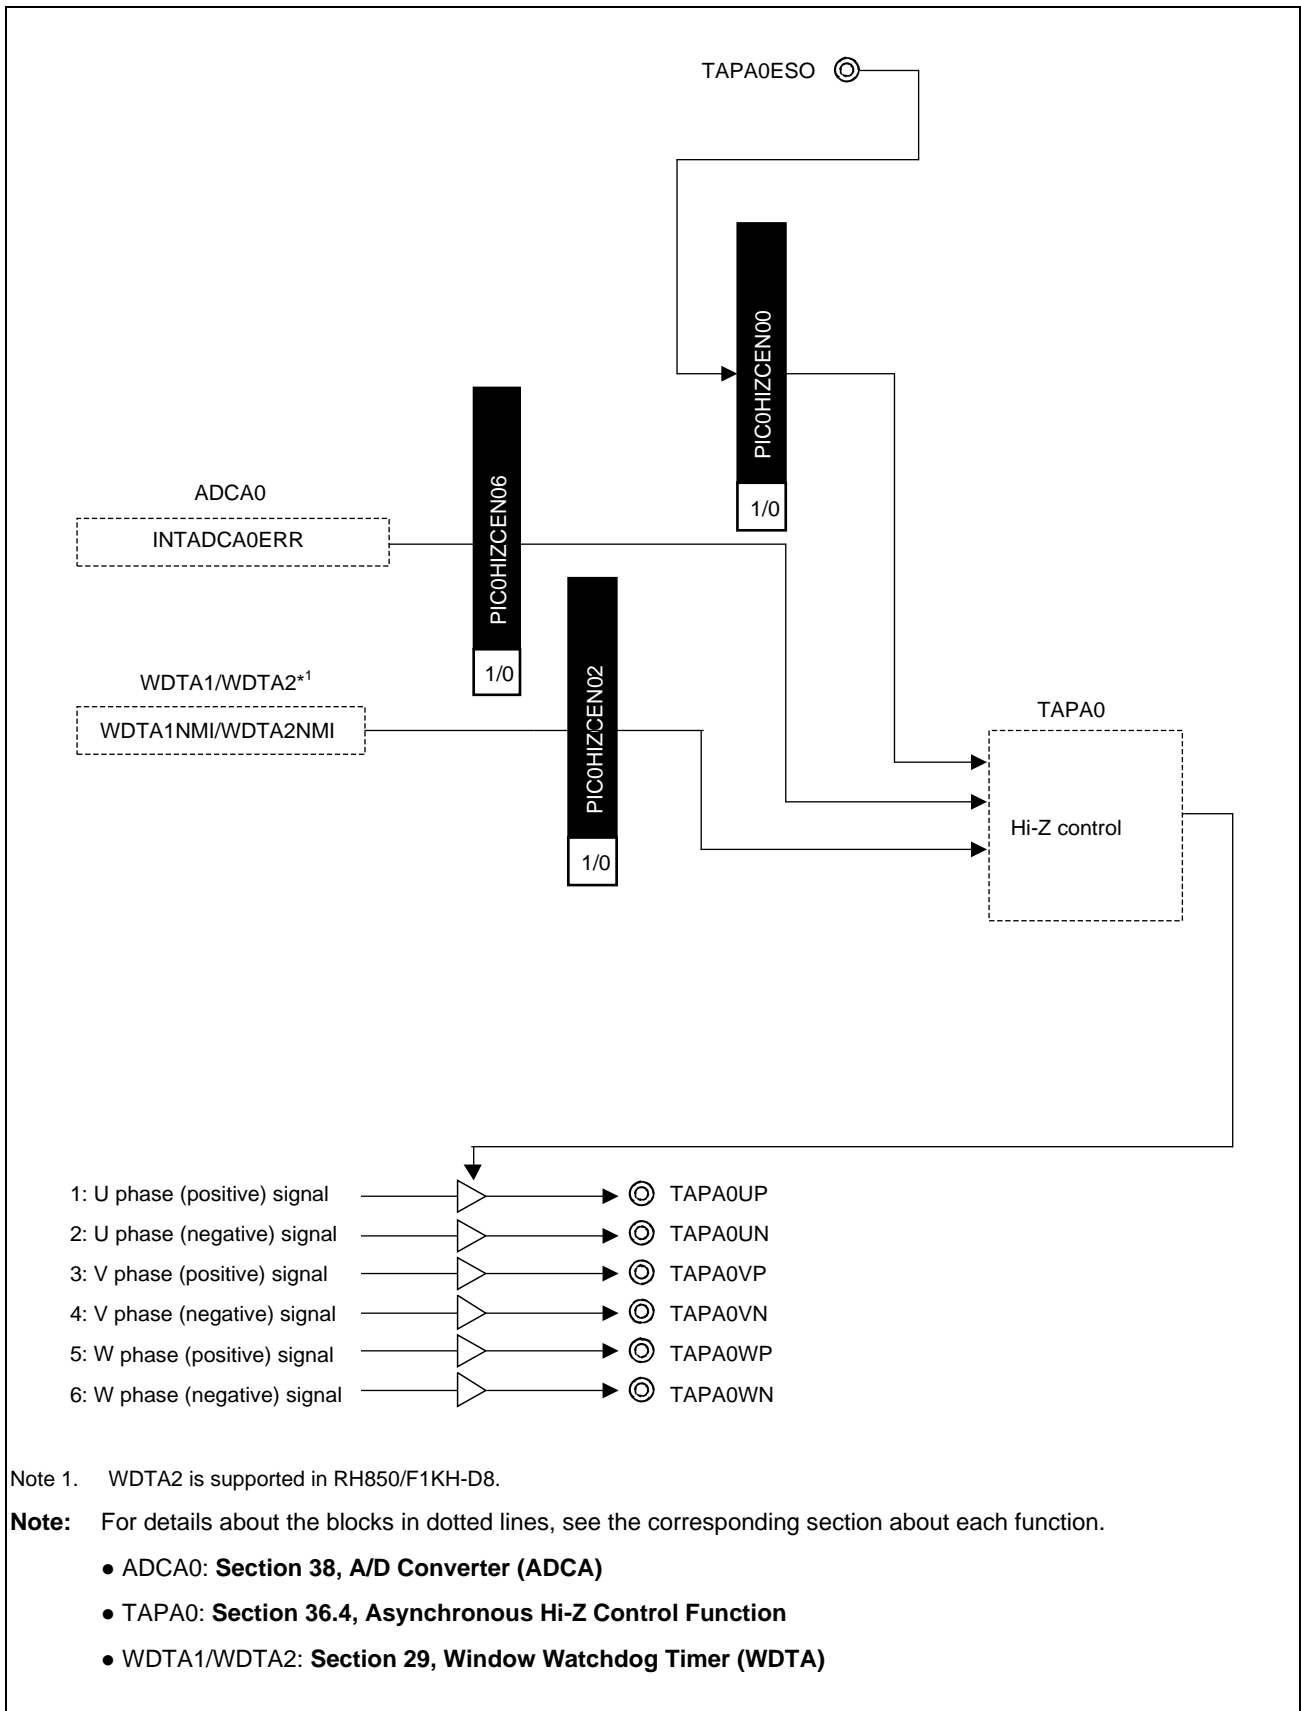 TAPA0ESO
PIC0HIZCEN00
1/0
PIC0HIZCEN06
1/0
ADCA0
INTADCA0ERR
PIC0HIZCEN02
1/0
WDTA1/WDTA2*1
WDTA1NMI/WDTA2NMI
TAPA0
Hi-Z control
1: U phase (positive) signal
TAPA0UP
2: U phase (negative) signal
TAPA0UN
3: V phase (positive) signal
TAPA0VP
4: V phase (negative) signal
TAPA0VN
5: W phase (positive) signal
TAPA0WP
6: W phase (negative) signal
TAPA0WN
Note 1. WDTA2 is supported in RH850/F1KH-D8.
Note: For details about the blocks in dotted lines, see the corresponding section about each function.
● ADCA0: Section 38, A/D Converter (ADCA)
● TAPA0: Section 36.4, Asynchronous Hi-Z Control Function
● WDTA1/WDTA2: Section 29, Window Watchdog Timer (WDTA)